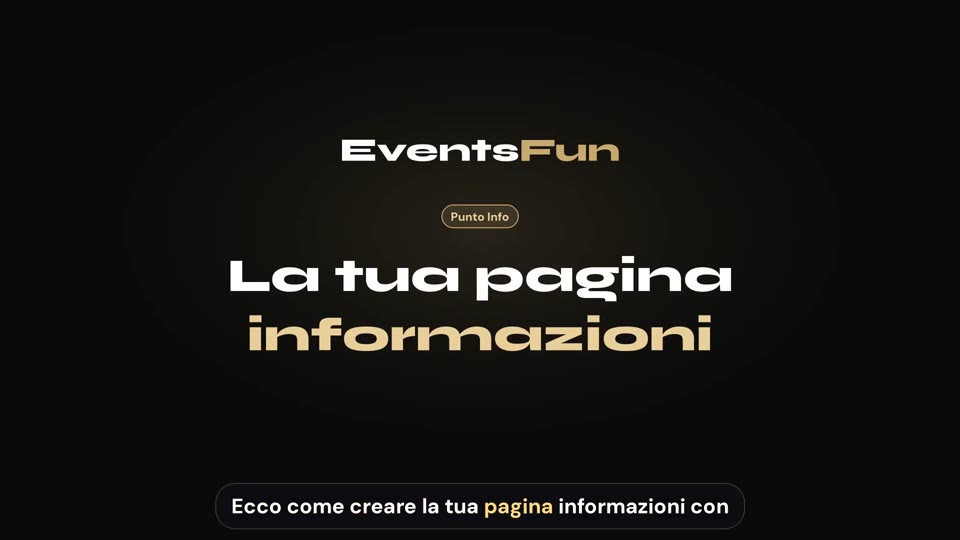 EventsFun
Punto Info
La tua pagina
informazioni
Ecco come creare la tua pagina informazioni con